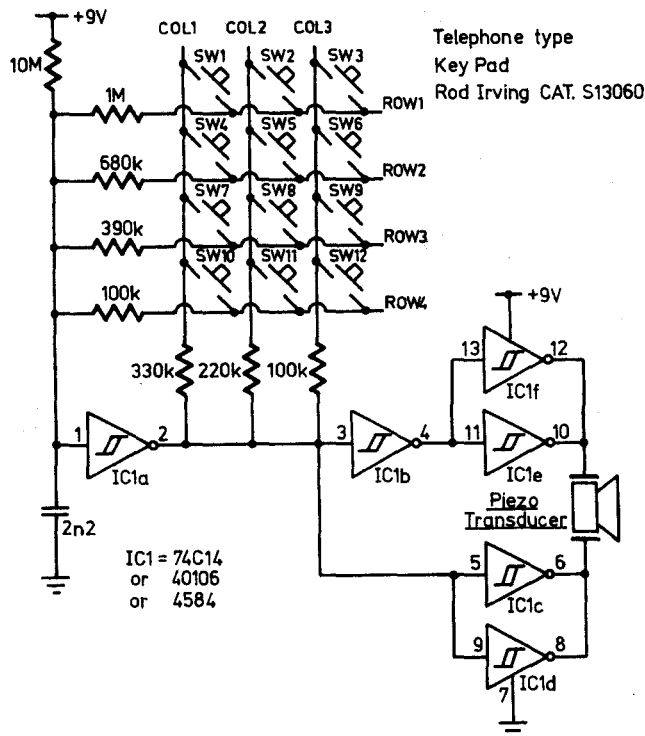 +9V
COL1 COL2 COL3
Telephone type
Key Pad
Rod Irving CAT. S13060
10M
SW1 SW2 SW3
1M
ROW1
SW4 SW5 SW6
680k
ROW2
SW7 SW8 SW9
390k
ROW3
SW10 SW11 SW12
100k
ROW4
+9V
330k 220k 100k
13 12
IC1f
1 2
3 4
11 10
IC1a
IC1b
IC1e
Piezo
Transducer
2n2
IC1 = 74C14
or 40106
or 4584
5 6
IC1c
9 8
7
IC1d